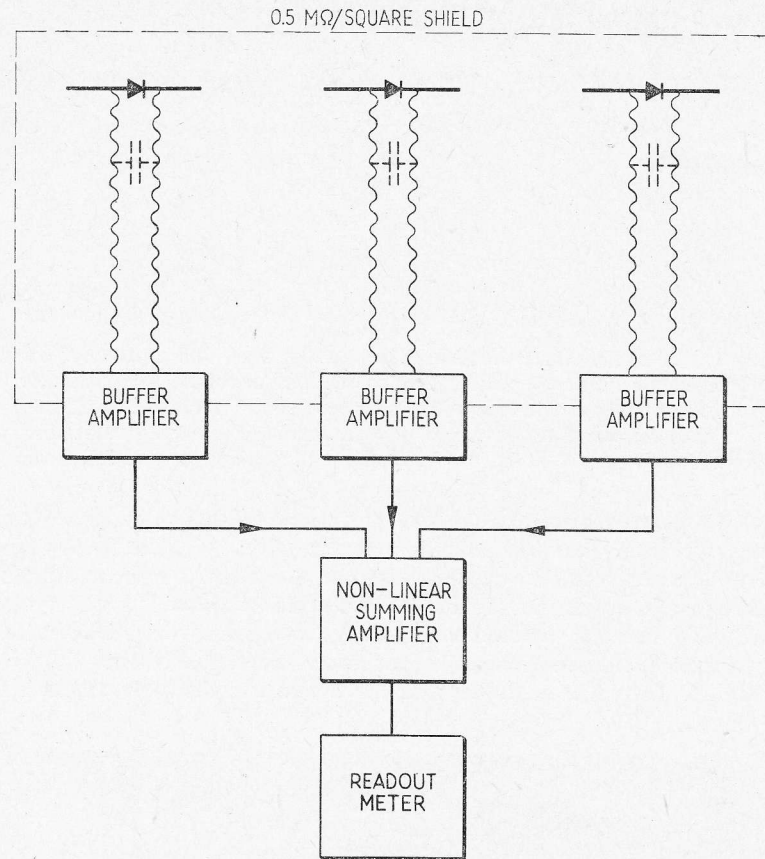 0.5 MΩ/SQUARE SHIELD
BUFFER
AMPLIFIER
BUFFER
AMPLIFIER
BUFFER
AMPLIFIER
NON-LINEAR
SUMMING
AMPLIFIER
READOUT
METER